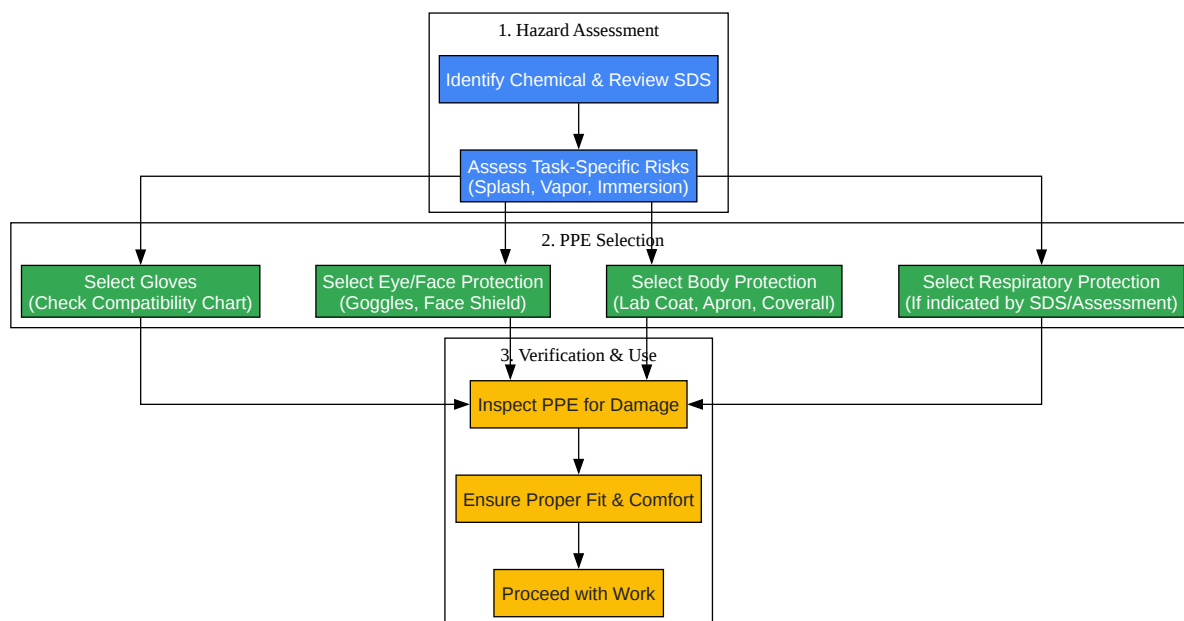 1. Hazard Assessment
Identify Chemical & Review SDS
Assess Task-Specific Risks
(Splash, Vapor, Immersion)
2. PPE Selection
Select Gloves
(Check Compatibility Chart)
Select Eye/Face Protection
(Goggles, Face Shield)
Select Body Protection
(Lab Coat, Apron, Coverall)
Select Respiratory Protection
(If indicated by SDS/Assessment)
3. Verification & Use
Inspect PPE for Damage
Ensure Proper Fit & Comfort
Proceed with Work